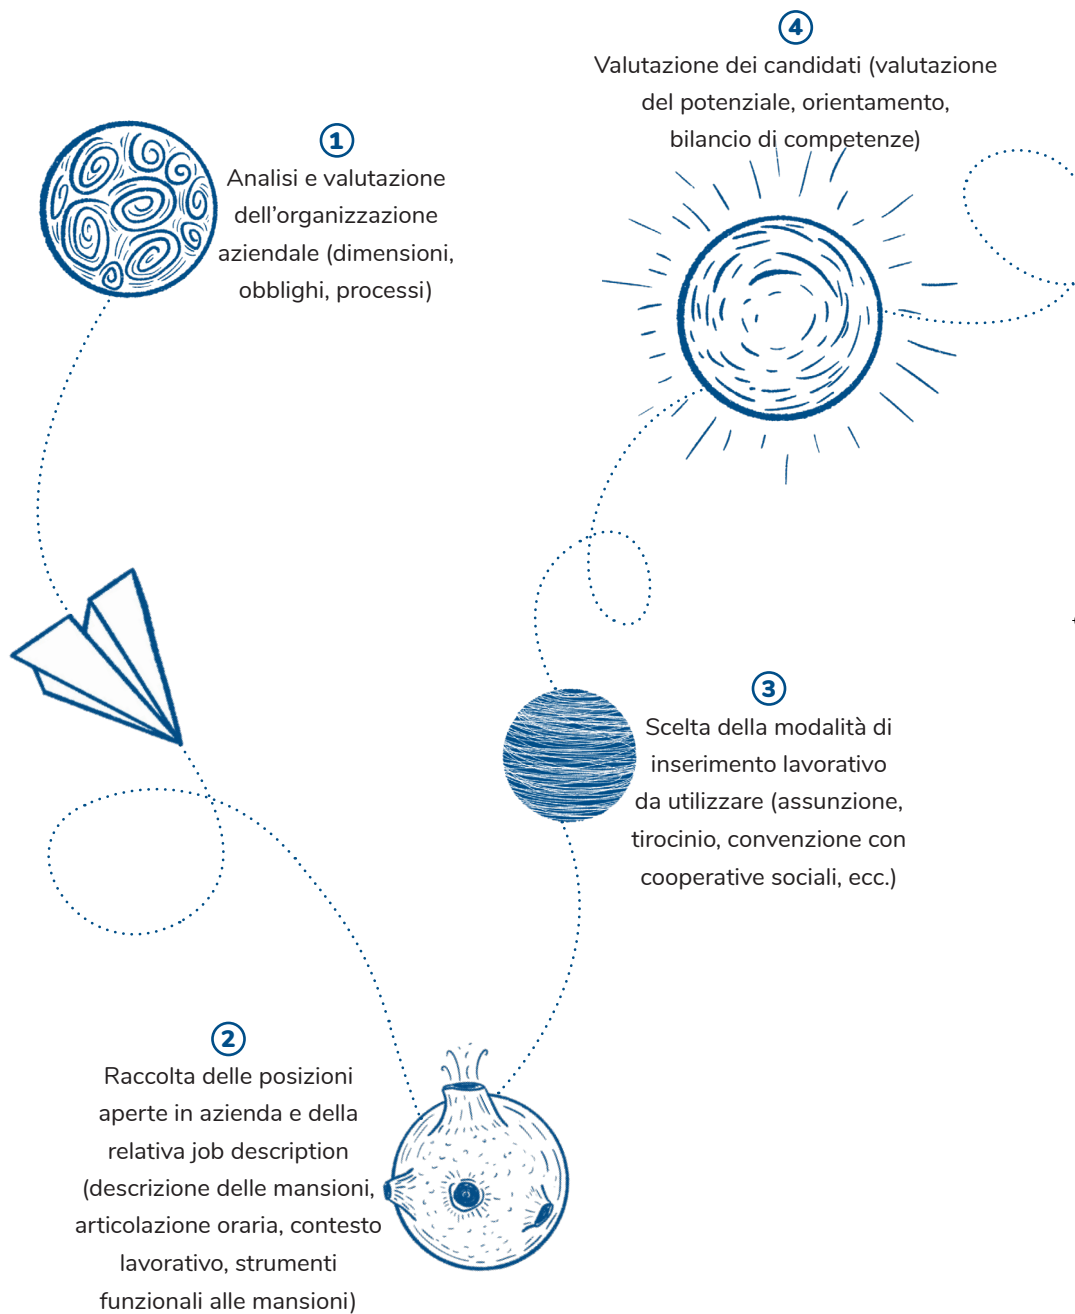 1
Analisi e valutazione
dell’organizzazione
aziendale (dimensioni,
obblighi, processi)
2
Raccolta delle posizioni
aperte in azienda e della
relativa job description
(descrizione delle mansioni,
articolazione oraria, contesto
lavorativo, strumenti
funzionali alle mansioni)
3
Scelta della modalità di
inserimento lavorativo
da utilizzare (assunzione,
tirocinio, convenzione con
cooperative sociali, ecc.)
4
Valutazione dei candidati (valutazione
del potenziale, orientamento,
bilancio di competenze)